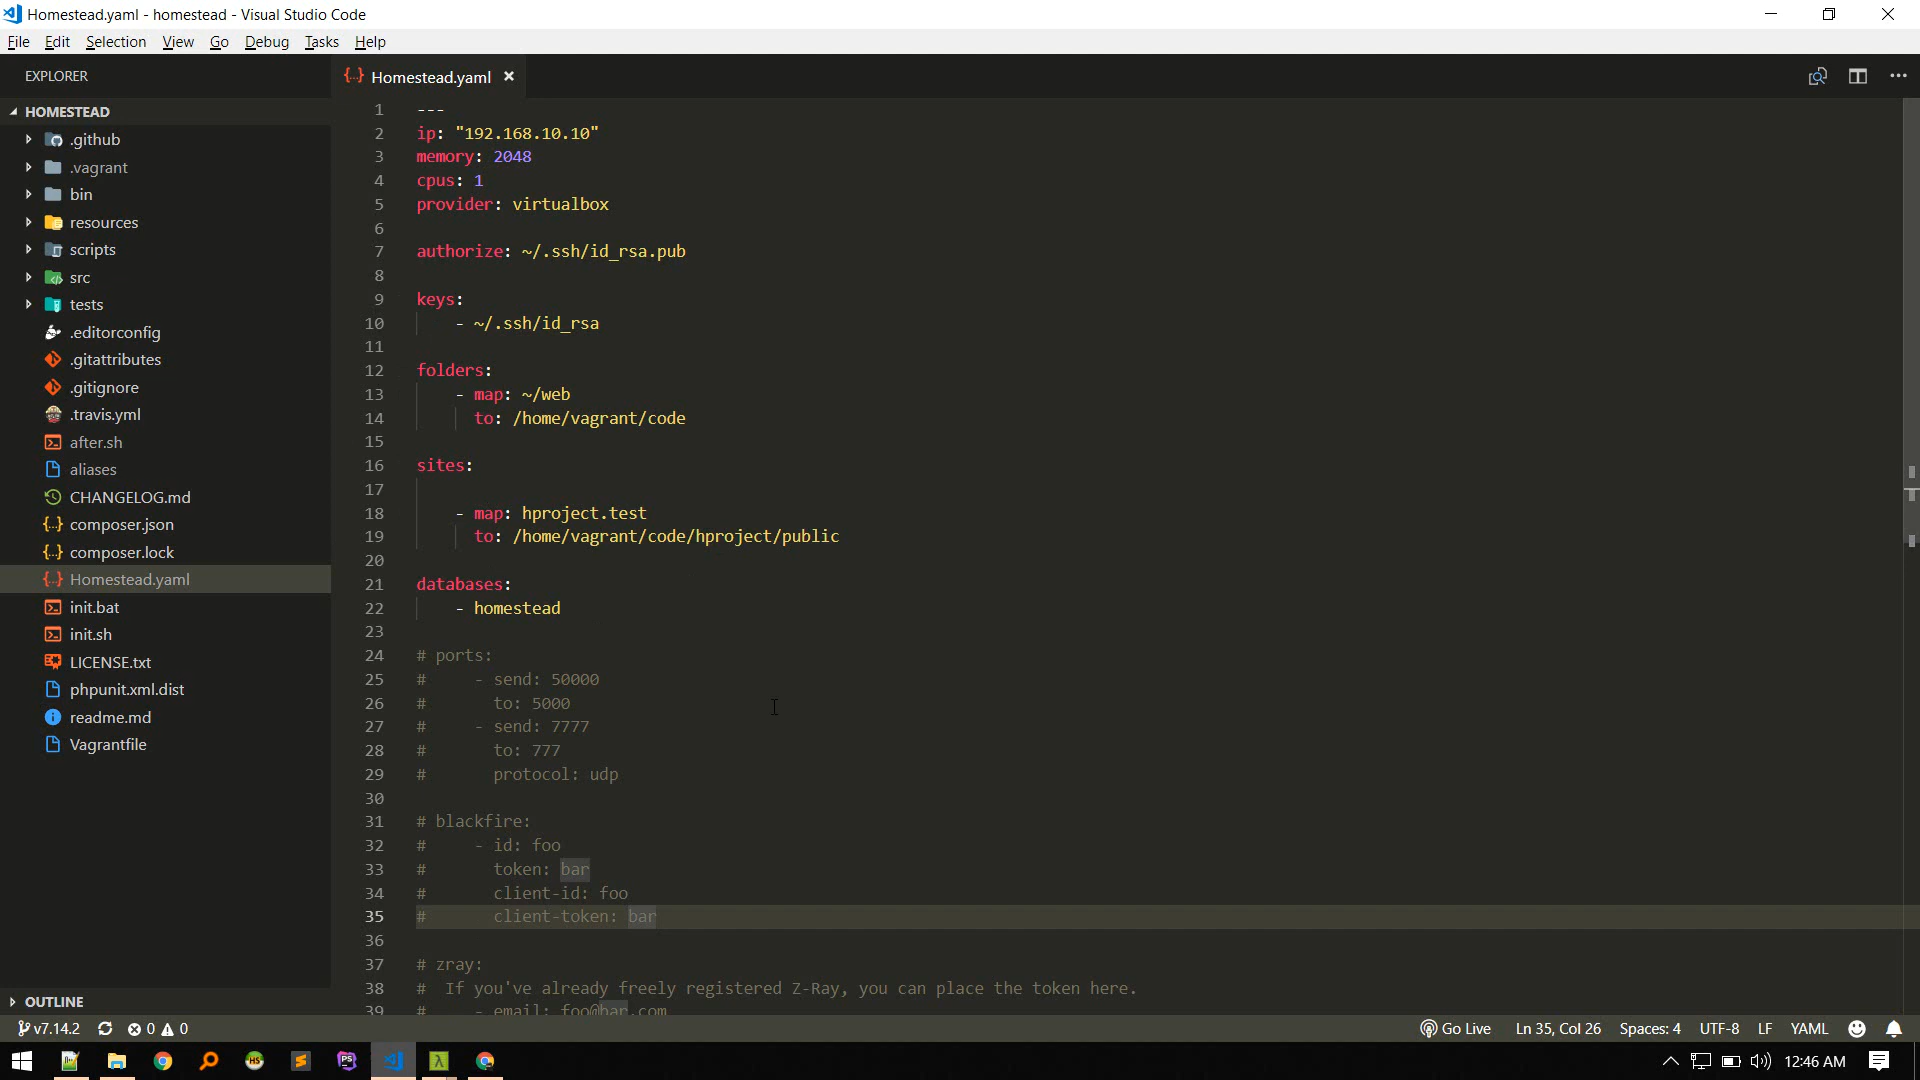 Homestead.yaml - homestead - Visual Studio Code
File Edit Selection View Go Debug Tasks Help
EXPLORER
HOMESTEAD
.github
.vagrant
bin
resources
scripts
src
tests
.editorconfig
.gitattributes
.gitignore
.travis.yml
after.sh
aliases
CHANGELOG.md
composer.json
composer.lock
Homestead.yaml
init.bat
init.sh
LICENSE.txt
phpunit.xml.dist
readme.md
Vagrantfile
OUTLINE
Homestead.yaml
1 ---
2 ip: "192.168.10.10"
3 memory: 2048
4 cpus: 1
5 provider: virtualbox
6
7 authorize: ~/.ssh/id_rsa.pub
8
9 keys:
10 - ~/.ssh/id_rsa
11
12 folders:
13 - map: ~/web
14 to: /home/vagrant/code
15
16 sites:
17
18 - map: hproject.test
19 to: /home/vagrant/code/hproject/public
20
21 databases:
22 - homestead
23
24 # ports:
25 # - send: 50000
26 # to: 5000
27 # - send: 7777
28 # to: 777
29 # protocol: udp
30
31 # blackfire:
32 # - id: foo
33 # token: bar
34 # client-id: foo
35 # client-token: bar
36
37 # zray:
38 # If you've already freely registered Z-Ray, you can place the token here.
39 # - email: foo@bar.com
v7.14.2 0 0 Go Live Ln 35, Col 26 Spaces: 4 UTF-8 LF YAML
HS PS λ 12:46 AM